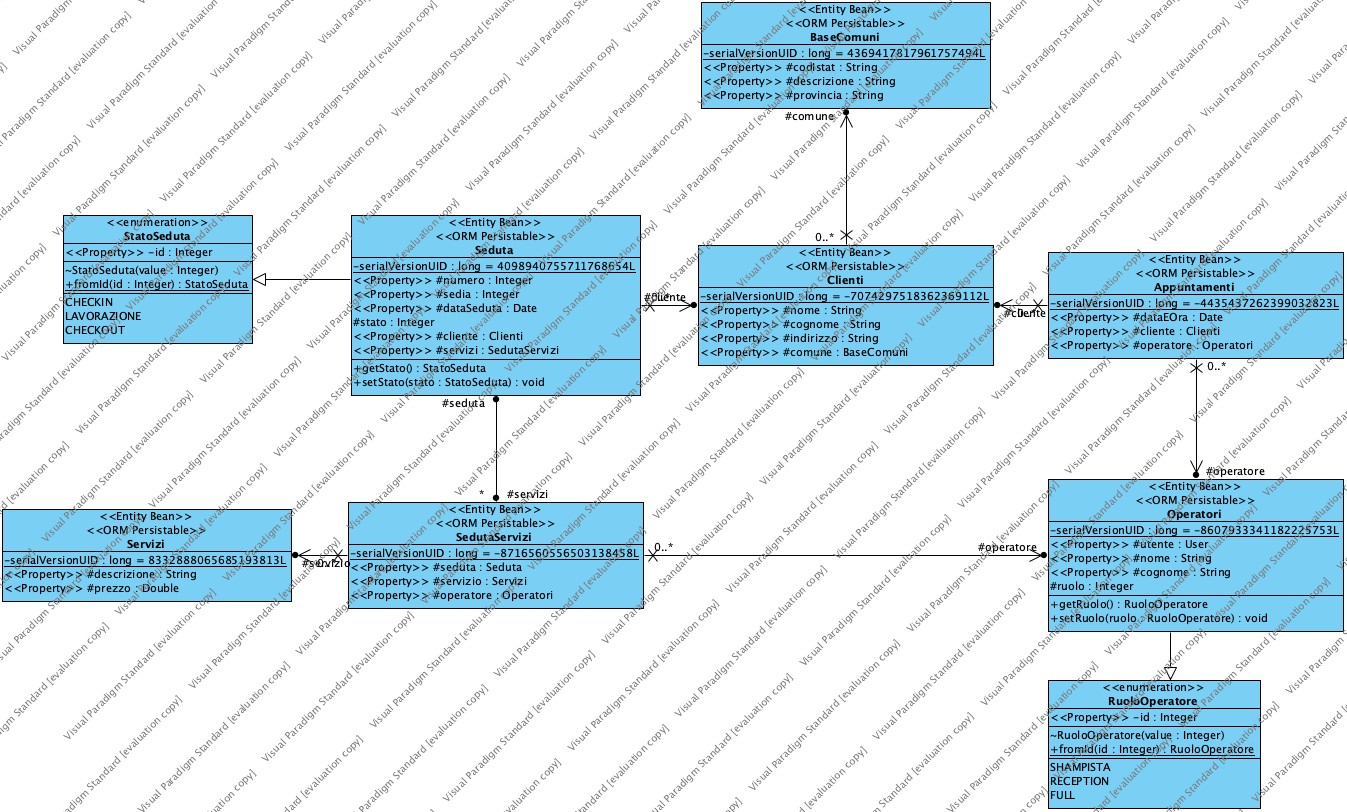 <<Entity Bean>>
<<ORM Persistable>>
BaseComuni
-serialVersionUID : long = 4369417817961757494L
<<Property>> #codistat : String
<<Property>> #descrizione : String
<<Property>> #provincia : String
#comune
0..*
<<enumeration>>
StatoSeduta
<<Property>> -id : Integer
~StatoSeduta(value : Integer)
+fromId(id : Integer) : StatoSeduta
CHECKIN
LAVORAZIONE
CHECKOUT
<<Entity Bean>>
<<ORM Persistable>>
Seduta
-serialVersionUID : long = 4098940755711768654L
<<Property>> #numero : Integer
<<Property>> #sedia : Integer
<<Property>> #dataSeduta : Date
#stato : Integer
<<Property>> #cliente : Clienti
<<Property>> #servizi : SedutaServizi
+getStato() : StatoSeduta
+setStato(stato : StatoSeduta) : void
#cliente
<<Entity Bean>>
<<ORM Persistable>>
Clienti
-serialVersionUID : long = -7074297518362369112L
<<Property>> #nome : String
<<Property>> #cognome : String
<<Property>> #indirizzo : String
<<Property>> #comune : BaseComuni
#cliente
<<Entity Bean>>
<<ORM Persistable>>
Appuntamenti
-serialVersionUID : long = -4435437262399032823L
<<Property>> #dataEOra : Date
<<Property>> #cliente : Clienti
<<Property>> #operatore : Operatori
0..*
#operatore
#seduta
* #servizi
<<Entity Bean>>
<<ORM Persistable>>
Servizi
-serialVersionUID : long = 8332888065685193813L
<<Property>> #descrizione : String
<<Property>> #prezzo : Double
#servizio
<<Entity Bean>>
<<ORM Persistable>>
SedutaServizi
-serialVersionUID : long = -8716560556503138458L
<<Property>> #seduta : Seduta
<<Property>> #servizio : Servizi
<<Property>> #operatore : Operatori
0..*
#operatore
<<Entity Bean>>
<<ORM Persistable>>
Operatori
-serialVersionUID : long = -8607933341182225753L
<<Property>> #utente : User
<<Property>> #nome : String
<<Property>> #cognome : String
#ruolo : Integer
+getRuolo() : RuoloOperatore
+setRuolo(ruolo : RuoloOperatore) : void
<<enumeration>>
RuoloOperatore
<<Property>> -id : Integer
~RuoloOperatore(value : Integer)
+fromId(id : Integer) : RuoloOperatore
SHAMPISTA
RECEPTION
FULL
Visual Paradigm Standard [evaluation copy]